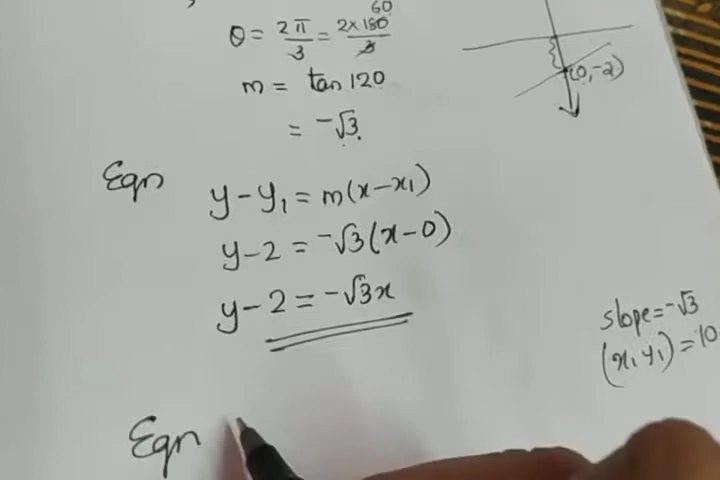 θ = 2π/3 = 2×180/3 60
m = tan 120
= -√3.
(0,-2)
Eqn y-y₁ = m(x-x₁)
y-2 = -√3(x-0)
y-2 = -√3x
slope = -√3
(x₁ y₁) = (0
Eqn